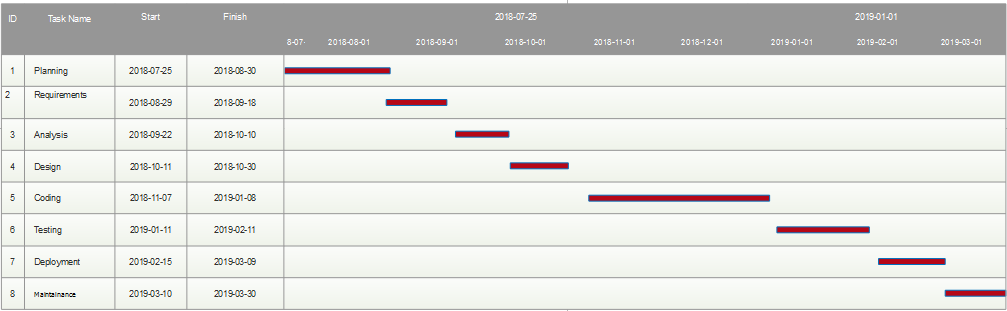 ID Task Name Start Finish 2018-07-25 2019-01-01
8-07- 2018-08-01 2018-09-01 2018-10-01 2018-11-01 2018-12-01 2019-01-01 2019-02-01 2019-03-01
1 Planning 2018-07-25 2018-08-30
2 Requirements 2018-08-29 2018-09-18
3 Analysis 2018-09-22 2018-10-10
4 Design 2018-10-11 2018-10-30
5 Coding 2018-11-07 2019-01-08
6 Testing 2019-01-11 2019-02-11
7 Deployment 2019-02-15 2019-03-09
8 Maintainance 2019-03-10 2019-03-30